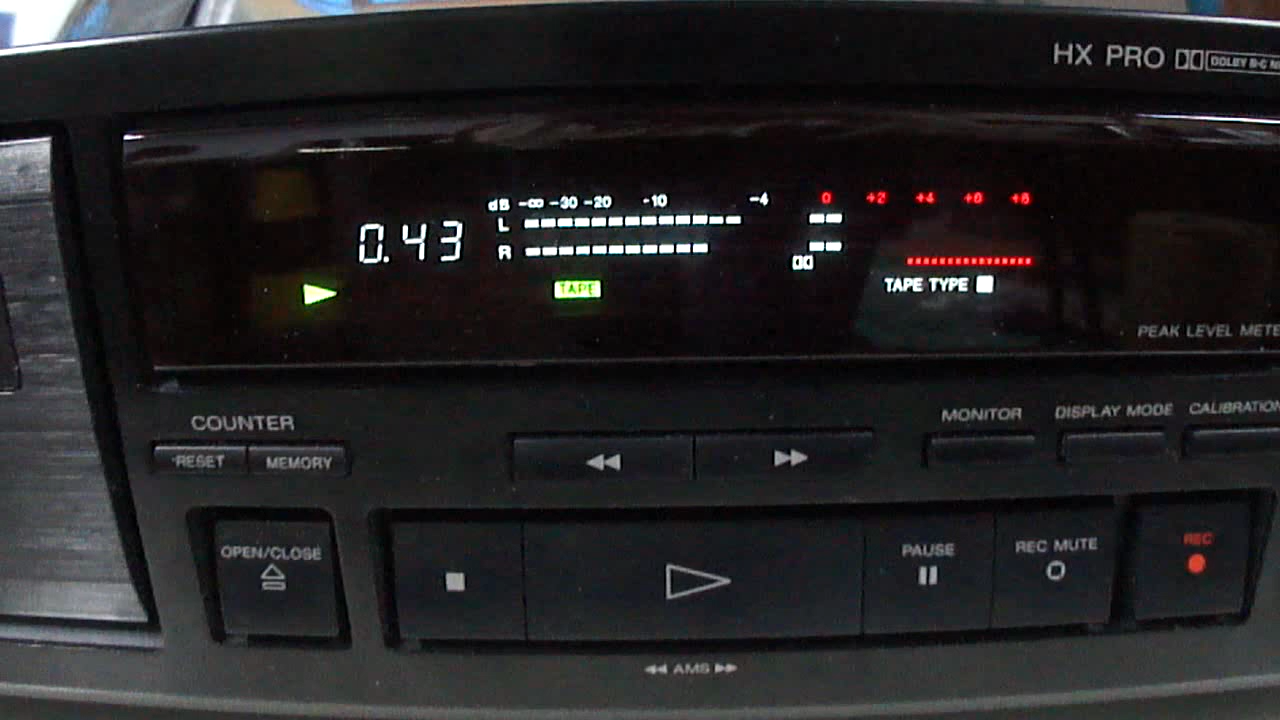 HX PRO DOLBY B-C N
dB -∞ -30 -20 -10 -4 0 +2 +4 +6 +8
L
0.43
R
TAPE
TAPE TYPE
PEAK LEVEL METE
COUNTER
MONITOR DISPLAY MODE CALIBRATION
RESET MEMORY
OPEN/CLOSE
PAUSE
REC MUTE
REC
AMS